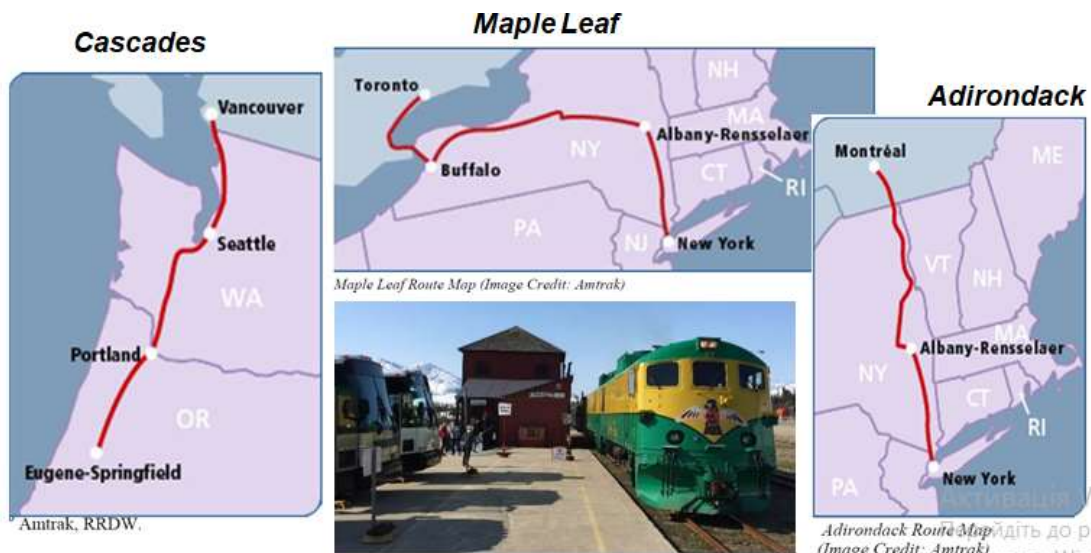 Cascades
Vancouver
Seattle
WA
Portland
OR
Eugene-Springfield
Amtrak, RRDW.
Maple Leaf
Toronto
NH
MA
Albany-Rensselaer
NY
Buffalo
CT
RI
PA
NJ
New York
Maple Leaf Route Map (Image Credit: Amtrak)
Adirondack
ME
Montréal
VT
NH
MA
Albany-Rensselaer
NY
CT
RI
New York
PA
Adirondack Route Map
(Image Credit: Amtrak)
Активація